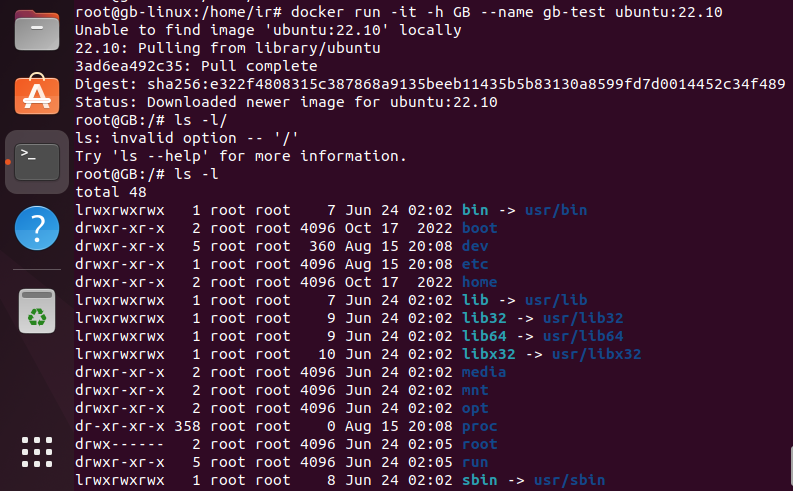 root@gb-linux:/home/ir# docker run -it -h GB --name gb-test ubuntu:22.10
Unable to find image 'ubuntu:22.10' locally
22.10: Pulling from library/ubuntu
3ad6ea492c35: Pull complete
Digest: sha256:e322f4808315c387868a9135beeb11435b5b83130a8599fd7d0014452c34f489
Status: Downloaded newer image for ubuntu:22.10
root@GB:/# ls -l/
ls: invalid option -- '/'
Try 'ls --help' for more information.
root@GB:/# ls -l
total 48
lrwxrwxrwx   1 root root    7 Jun 24 02:02 bin -> usr/bin
drwxr-xr-x   2 root root 4096 Oct 17  2022 boot
drwxr-xr-x   5 root root  360 Aug 15 20:08 dev
drwxr-xr-x   1 root root 4096 Aug 15 20:08 etc
drwxr-xr-x   2 root root 4096 Oct 17  2022 home
lrwxrwxrwx   1 root root    7 Jun 24 02:02 lib -> usr/lib
lrwxrwxrwx   1 root root    9 Jun 24 02:02 lib32 -> usr/lib32
lrwxrwxrwx   1 root root    9 Jun 24 02:02 lib64 -> usr/lib64
lrwxrwxrwx   1 root root   10 Jun 24 02:02 libx32 -> usr/libx32
drwxr-xr-x   2 root root 4096 Jun 24 02:02 media
drwxr-xr-x   2 root root 4096 Jun 24 02:02 mnt
drwxr-xr-x   2 root root 4096 Jun 24 02:02 opt
dr-xr-xr-x 358 root root    0 Aug 15 20:08 proc
drwx------   2 root root 4096 Jun 24 02:05 root
drwxr-xr-x   5 root root 4096 Jun 24 02:05 run
lrwxrwxrwx   1 root root    8 Jun 24 02:02 sbin -> usr/sbin